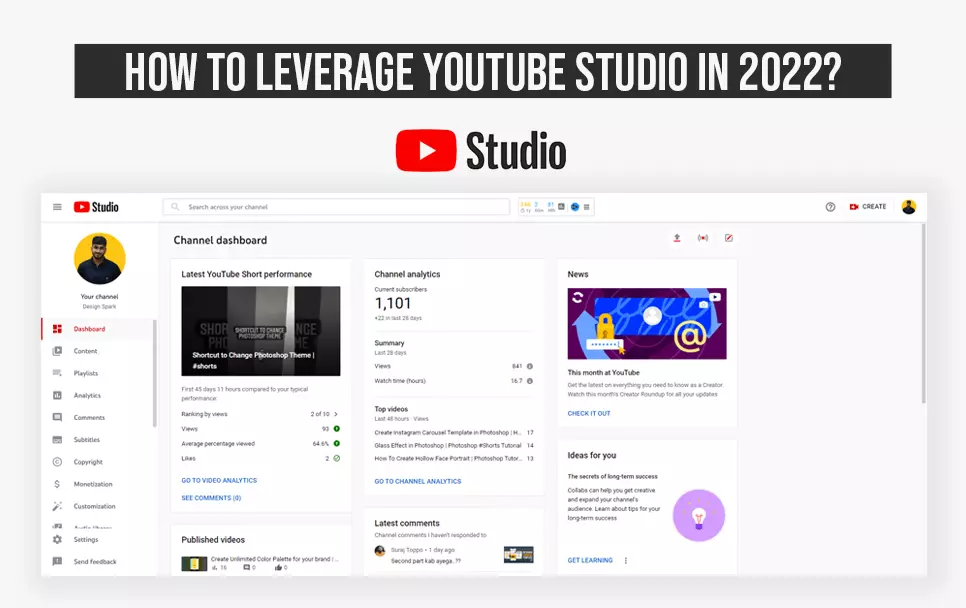 HOW TO LEVERAGE YOUTUBE STUDIO IN 2022?
Studio
Studio
Search across your channel
CREATE
Your channel
Design Spark
Dashboard
Content
Playlists
Analytics
Comments
Subtitles
Copyright
Monetization
Customization
Settings
Send feedback
Channel dashboard
Latest YouTube Short performance
SHORTCUT TO CHANGE
PHOTOSHOP THEME
Shortcut to Change Photoshop Theme |
#shorts
First 45 days 11 hours compared to your typical
performance:
Ranking by views 2 of 10
Views 93
Average percentage viewed 64.6%
Likes 2
GO TO VIDEO ANALYTICS
SEE COMMENTS (0)
Published videos
Create Unlimited Color Palette for your brand | ...
16 0 0
Channel analytics
Current subscribers
1,101
+22 in last 28 days
Summary
Last 28 days
Views 841
Watch time (hours) 16.7
Top videos
Last 48 hours · Views
Create Instagram Carousel Template in Photoshop | H... 17
Glass Effect in Photoshop | Photoshop #Shorts Tutorial 14
How To Create Hollow Face Portrait | Photoshop Tutor... 13
GO TO CHANNEL ANALYTICS
Latest comments
Channel comments I haven't responded to
Suraj Toppo • 1 day ago
Second part kab ayega..??
News
This month at YouTube
Get the latest on everything you need to know as a Creator
Watch this month's Creator Roundup for all your updates
CHECK IT OUT
Ideas for you
The secrets of long-term success
Collabs can help you get creative
and expand your channel's
audience. Learn about tips for your
long-term success
GET LEARNING